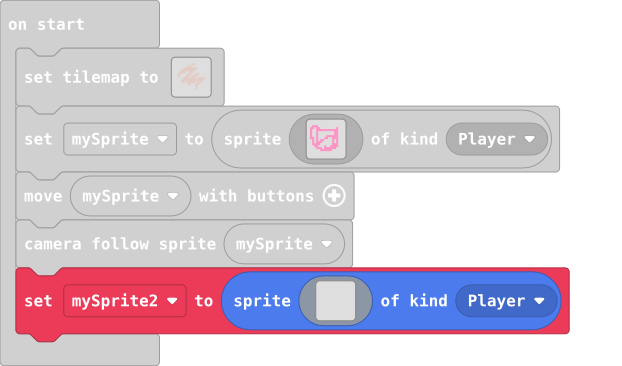 on start
set tilemap to
set mySprite to sprite of kind Player
move mySprite with buttons
camera follow sprite mySprite
set mySprite2 to sprite of kind Player